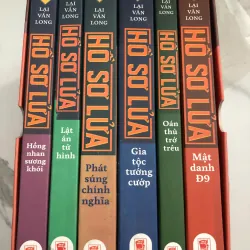 LẠI VĂN LONG
HỒ SƠ LỬA
Hồng nhan sương khói
LẠI VĂN LONG
HỒ SƠ LỬA
Lật án tử hình
LẠI VĂN LONG
HỒ SƠ LỬA
Phát súng chính nghĩa
LẠI VĂN LONG
HỒ SƠ LỬA
Gia tộc tướng cướp
LẠI VĂN LONG
HỒ SƠ LỬA
Oán thù trớ trêu
LẠI VĂN LONG
HỒ SƠ LỬA
Mật danh Đ9